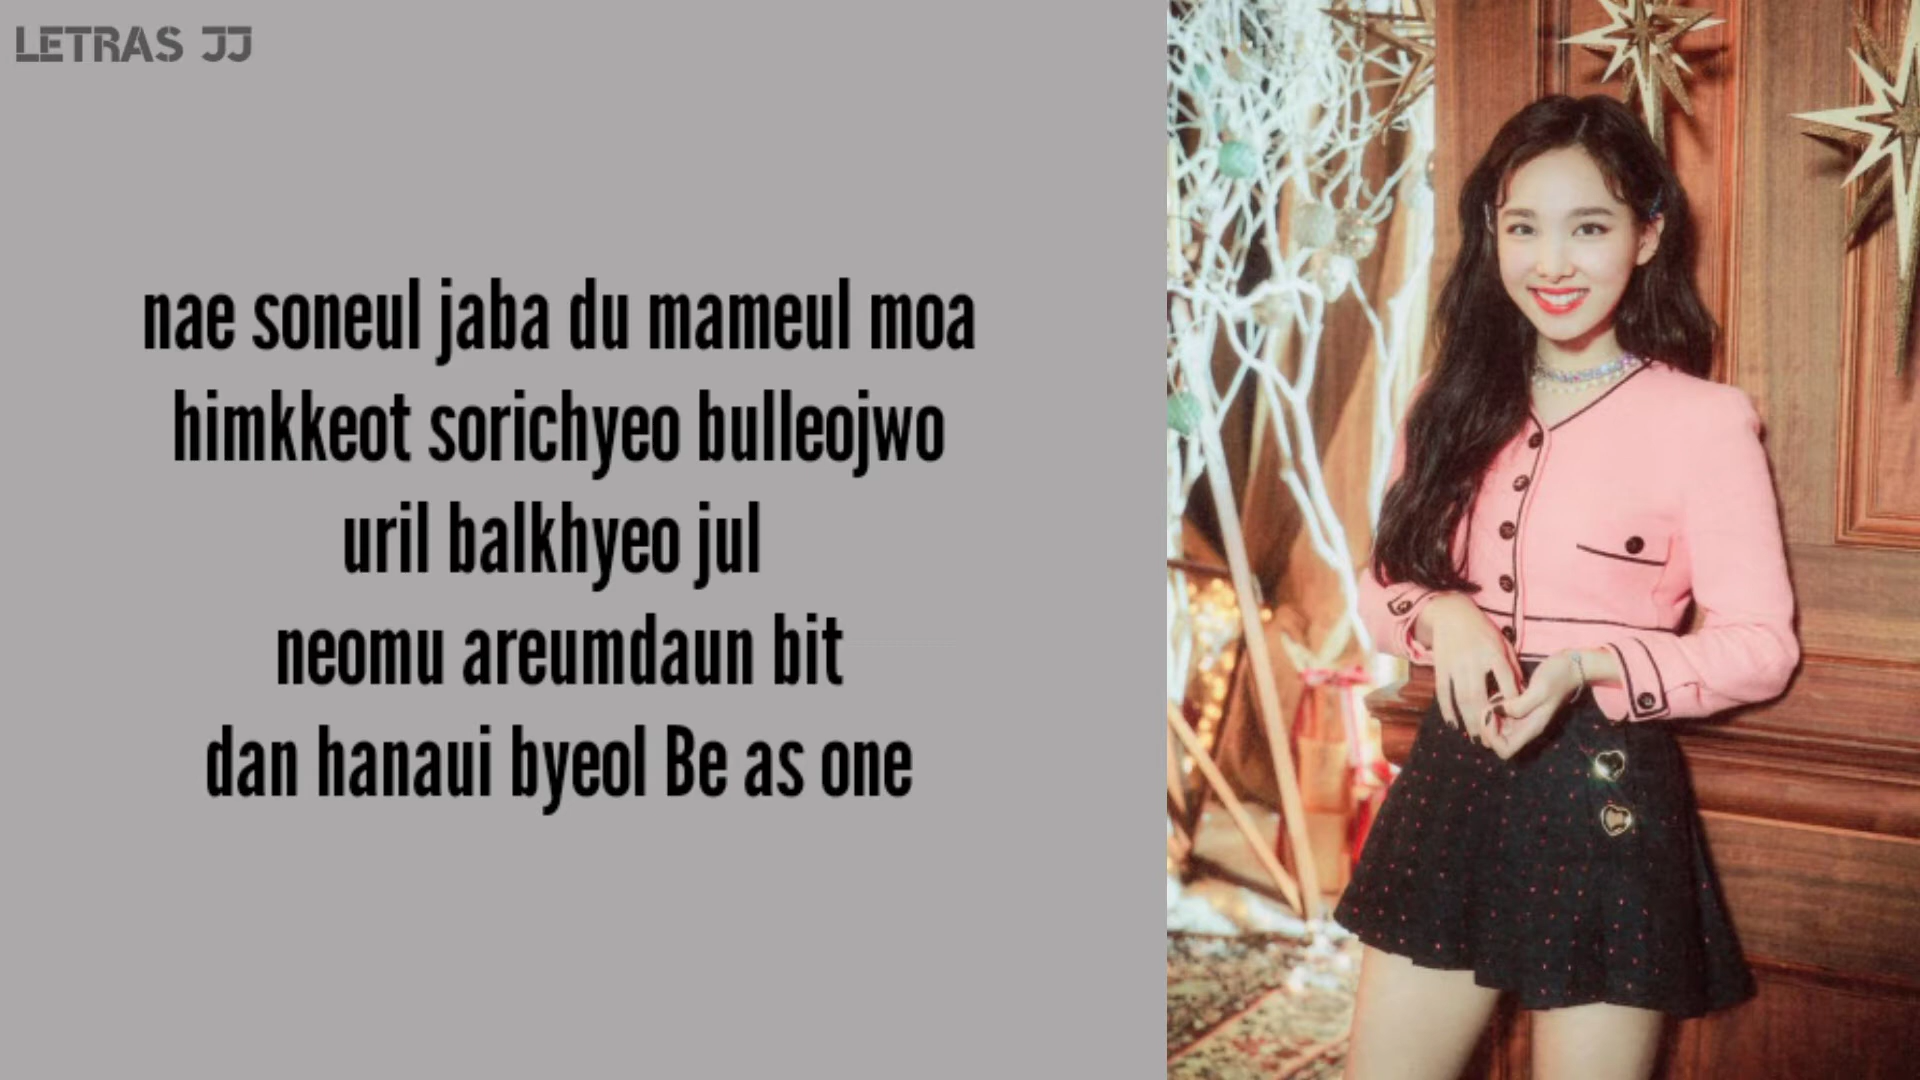 LETRAS JJ
nae soneul jaba du mameul moa
himkkeot sorichyeo bulleojwo
uril balkhyeo jul
neomu areumdaun bit
dan hanaui byeol Be as one